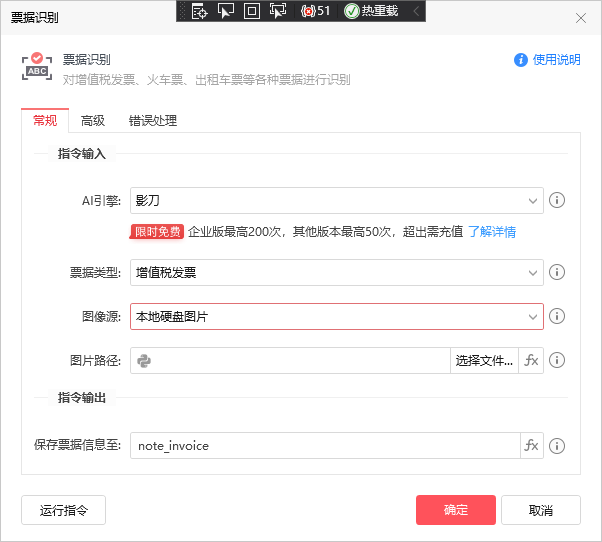 票据识别
51 热重载
ABC
票据识别
使用说明
对增值税发票、火车票、出租车票等各种票据进行识别
常规 高级 错误处理
指令输入
AI引擎: 影刀
限时免费 企业版最高200次，其他版本最高50次，超出需充值 了解详情
票据类型: 增值税发票
图像源: 本地硬盘图片
图片路径: 选择文件... fx
指令输出
保存票据信息至: note_invoice fx
运行指令 确定 取消